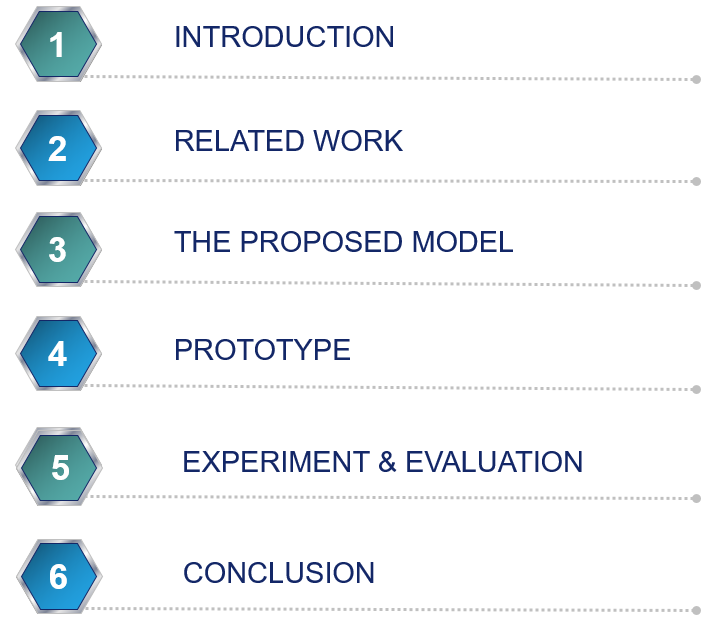 1 INTRODUCTION
2 RELATED WORK
3 THE PROPOSED MODEL
4 PROTOTYPE
5 EXPERIMENT & EVALUATION
6 CONCLUSION